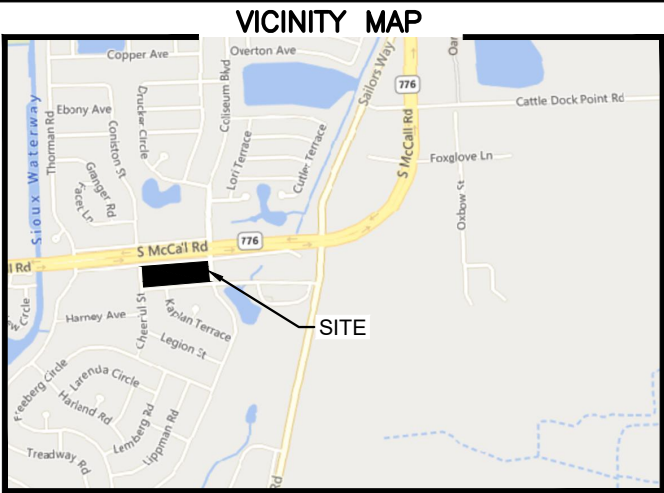 VICINITY MAP
Copper Ave
Overton Ave
Coliseum Blvd
Sailors Way
776
Cattle Dock Point Rd
Sioux Waterway
Thorman Rd
Ebony Ave
Drucker Circle
Coniston St
Granger Rd
Facet Ln
Lori Terrace
Cutler Terrace
S McCall Rd
Foxglove Ln
Oxbow St
S McCall Rd
776
l Rd
SITE
Harney Ave
Cheerful St
Kaplan Terrace
Legion St
Circle
Freeberg Circle
Larenda Circle
Harland Rd
Lemberg Rd
Lippman Rd
Treadway Rd
Rd